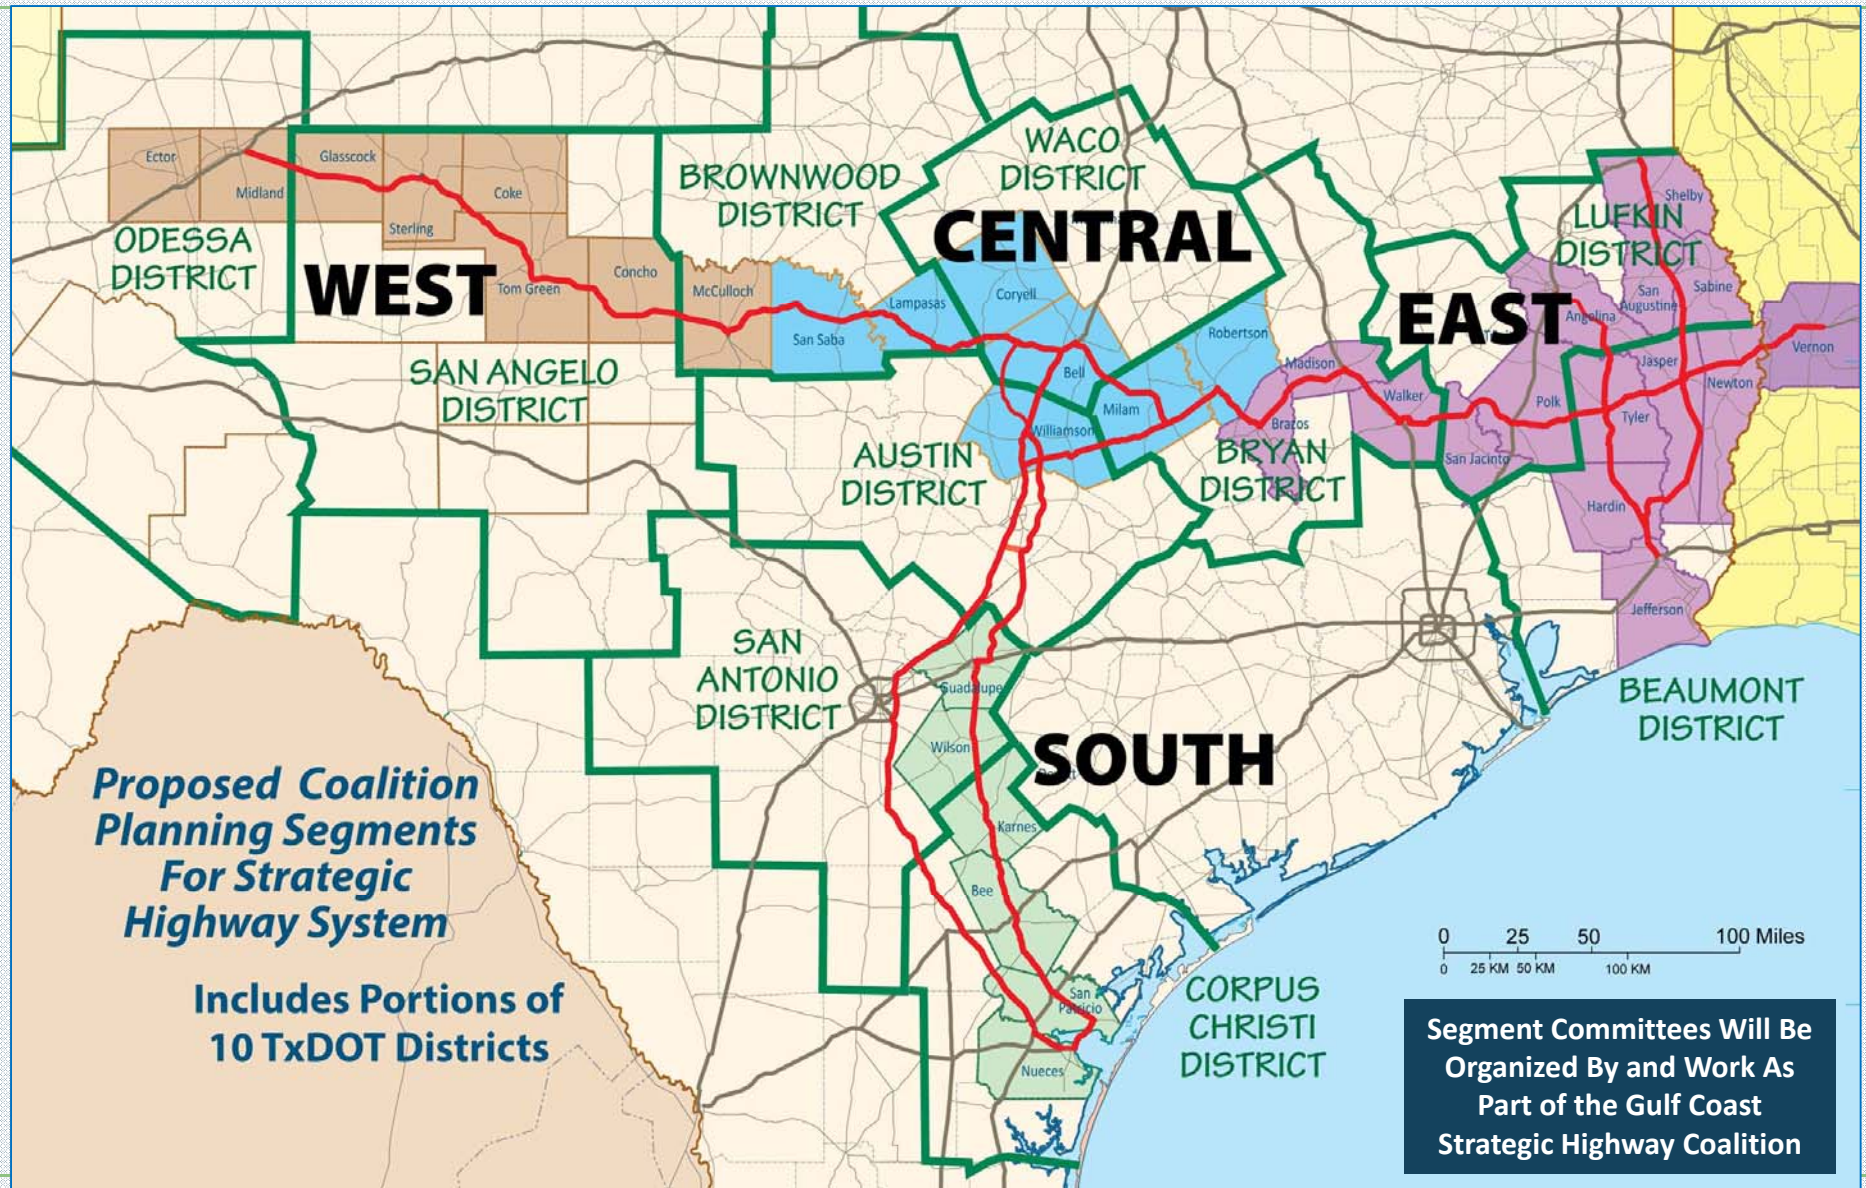 Ector
Midland
Glasscock
Coke
Sterling
Tom Green
Concho
McCulloch
San Saba
Lampasas
Coryell
Bell
Milam
Williamson
Robertson
Madison
Brazos
Walker
San Jacinto
Polk
Angelina
San
Augustine
Shelby
Sabine
Jasper
Newton
Tyler
Hardin
Jefferson
Vernon
Guadalupe
Wilson
Karnes
Bee
San
Patricio
Nueces
ODESSA
DISTRICT
WEST
SAN ANGELO
DISTRICT
BROWNWOOD
DISTRICT
WACO
DISTRICT
CENTRAL
AUSTIN
DISTRICT
BRYAN
DISTRICT
EAST
LUFKIN
DISTRICT
SAN
ANTONIO
DISTRICT
SOUTH
BEAUMONT
DISTRICT
CORPUS
CHRISTI
DISTRICT
Proposed Coalition
Planning Segments
For Strategic
Highway System
Includes Portions of
10 TxDOT Districts
0 25 50 100 Miles
0 25 KM 50 KM 100 KM
Segment Committees Will Be
Organized By and Work As
Part of the Gulf Coast
Strategic Highway Coalition